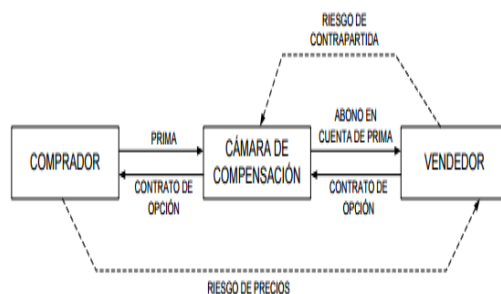 RIESGO DE
CONTRAPARTIDA
COMPRADOR
PRIMA
CONTRATO DE
OPCIÓN
CÁMARA DE
COMPENSACIÓN
ABONO EN
CUENTA DE PRIMA
CONTRATO DE
OPCIÓN
VENDEDOR
RIESGO DE PRECIOS